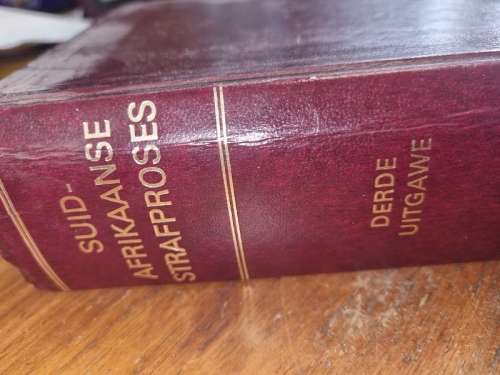 SUID-
AFRIKAANSE
STRAFPROSES
DERDE
UITGAWE